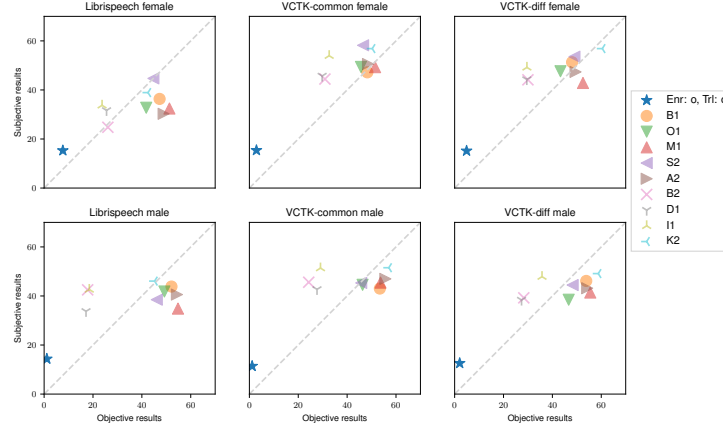 Librispeech female
VCTK-common female
VCTK-diff female
60
40
20
0
Subjective results
Enr: o, Trl:
B1
O1
M1
S2
A2
B2
D1
I1
K2
Librispeech male
VCTK-common male
VCTK-diff male
60
40
20
0
Subjective results
0 20 40 60
0 20 40 60
0 20 40 60
Objective results
Objective results
Objective results